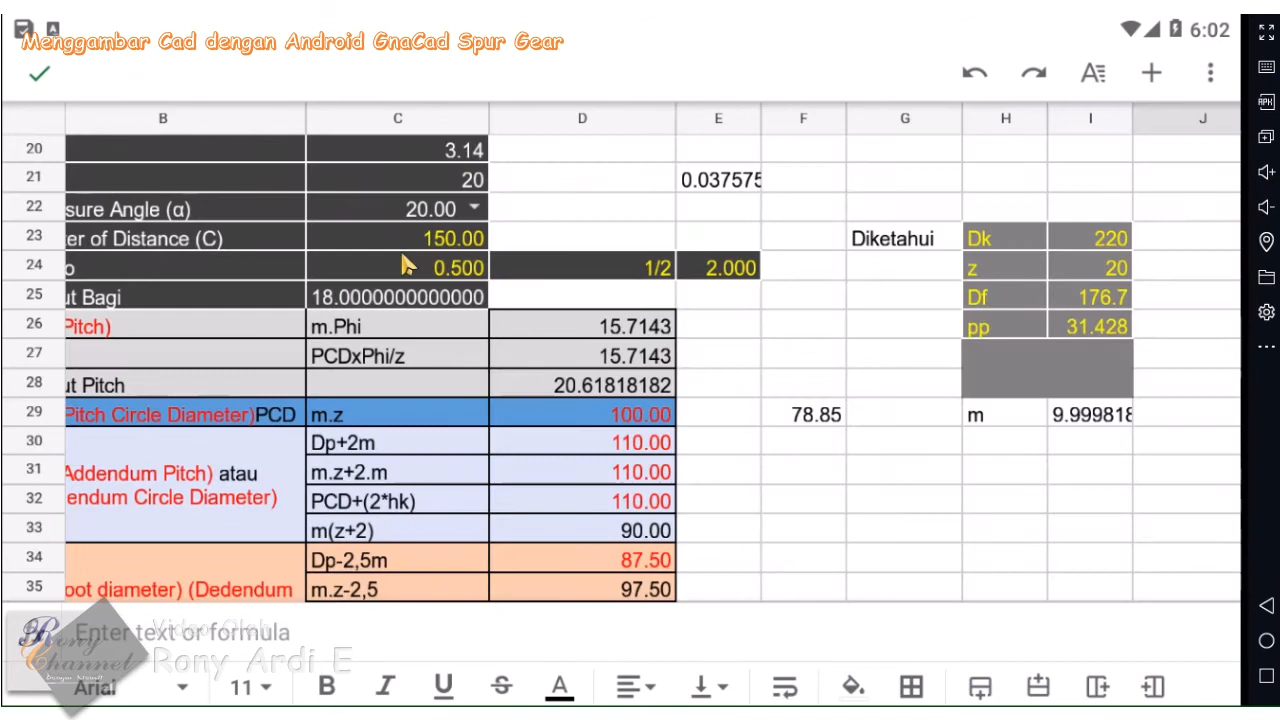 Menggambar Cad dengan Android GnaCad Spur Gear
6:02
B C D E F G H I J
20 3.14
21 20 0.037575
22 sure Angle (α) 20.00
23 ter of Distance (C) 150.00 Diketahui Dk 220
24 o 0.500 1/2 2.000 z 20
25 ut Bagi 18.0000000000000 Df 176.7
26 Pitch) m.Phi 15.7143 pp 31.428
27 PCDxPhi/z 15.7143
28 ut Pitch 20.61818182
29 Pitch Circle Diameter)PCD m.z 100.00 78.85 m 9.999818
30 Dp+2m 110.00
31 Addendum Pitch) atau m.z+2.m 110.00
32 endum Circle Diameter) PCD+(2*hk) 110.00
33 m(z+2) 90.00
34 Dp-2,5m 87.50
35 oot diameter) (Dedendum m.z-2,5 97.50
Enter text or formula
Video Oleh
Rony Ardi E
Rony
Channel
Arial 11 B I U S A
APK